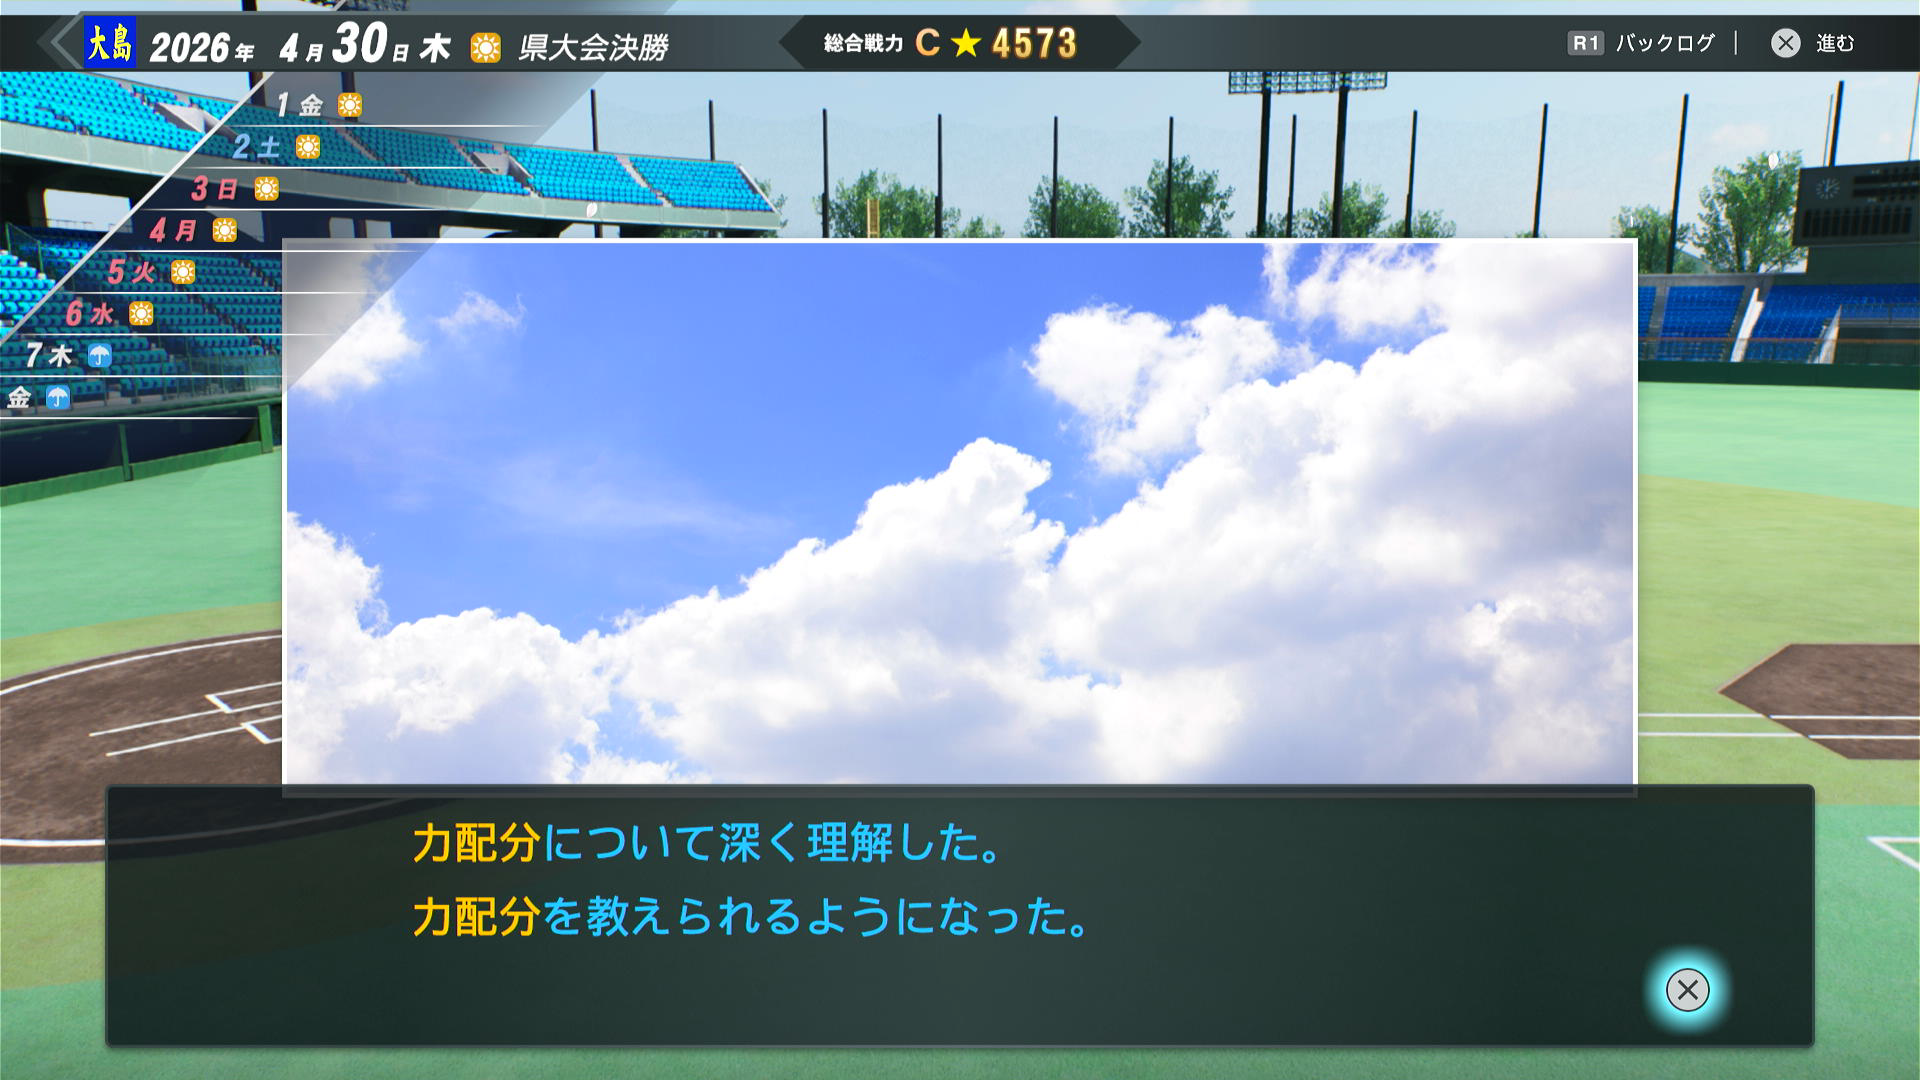 大島 2026年 4月30日 木 県大会決勝
総合戦力 C ★ 4573
R1 バックログ | 進む
1 金
2 土
3 日
4 月
5 火
6 水
7 木
金
力配分について深く理解した。
力配分を教えられるようになった。